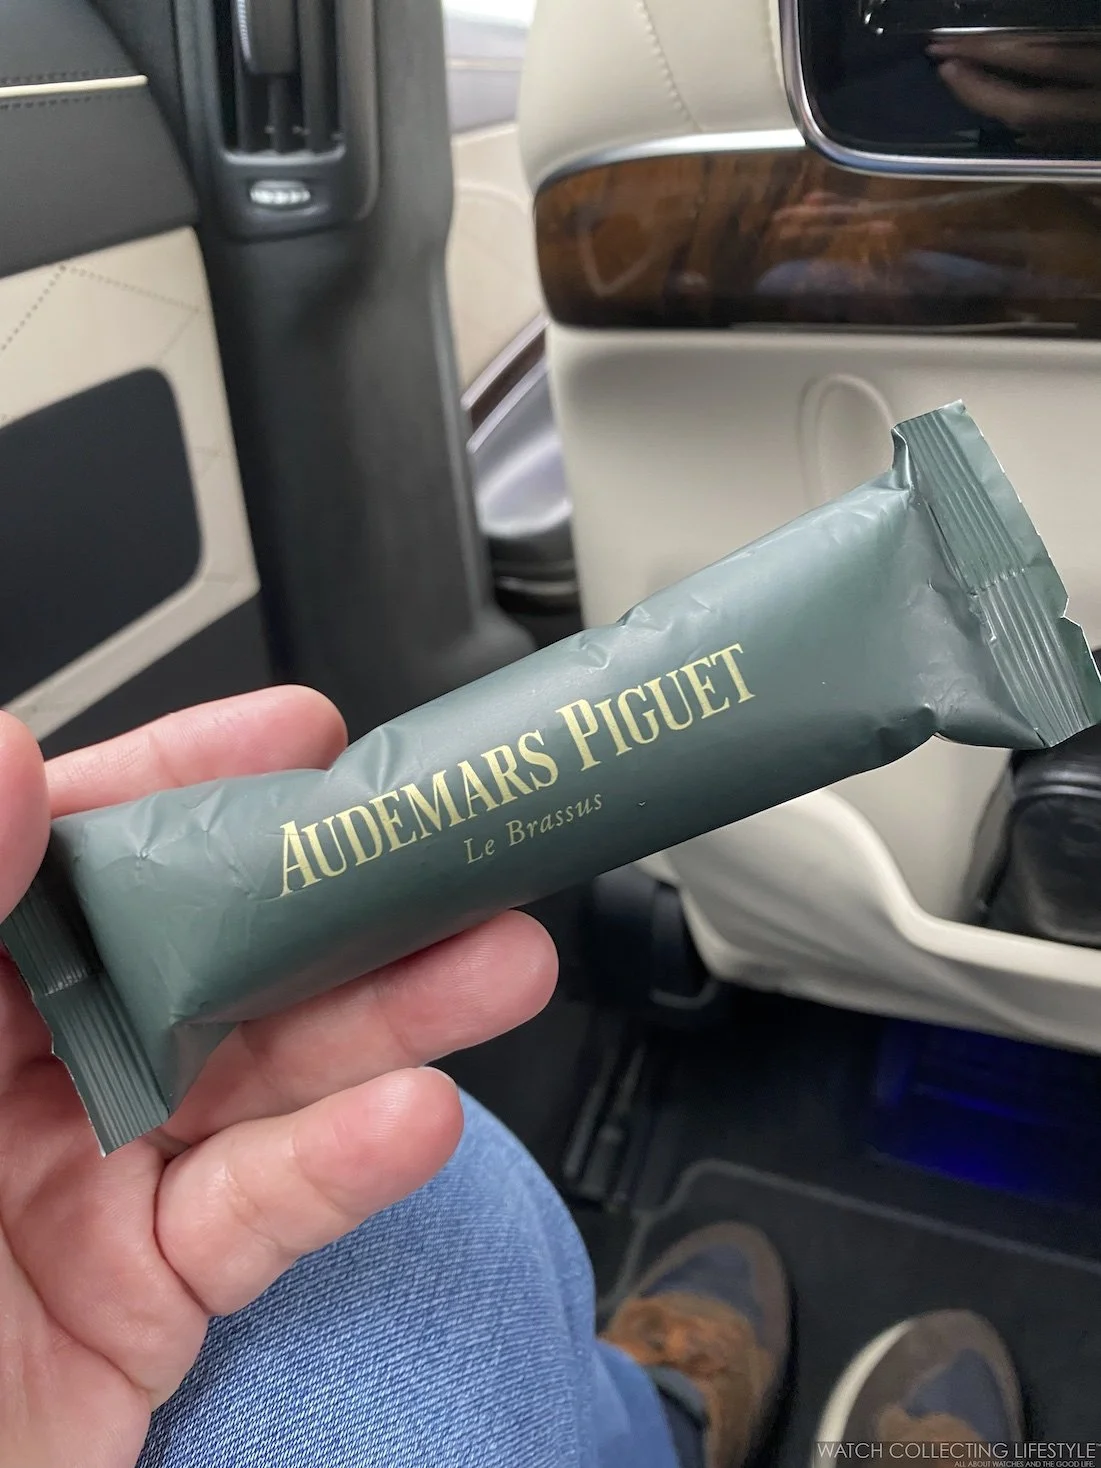 AUDEMARS PIGUET
Le Brassus
WATCH COLLECTING LIFESTYLE
ALL ABOUT WATCHES AND THE GOOD LIFE.